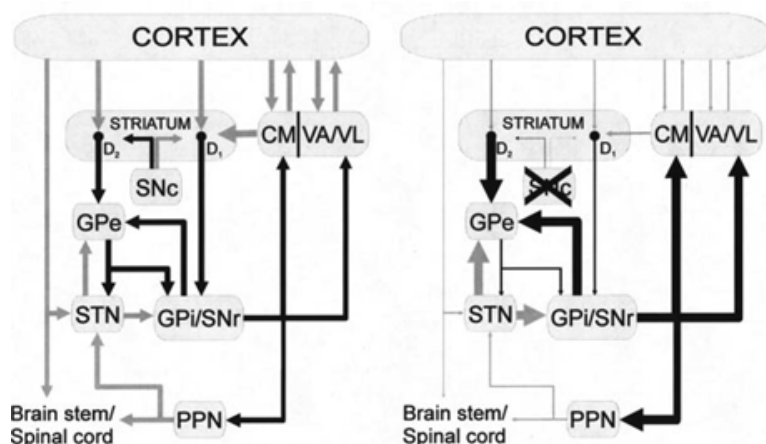 CORTEX
STRIATUM
D₂
D₁
CM
VA/VL
SNc
GPe
STN
GPi/SNr
Brain stem/
Spinal cord
PPN
CORTEX
STRIATUM
D₂
D₁
CM
VA/VL
SNc
GPe
STN
GPi/SNr
Brain stem/
Spinal cord
PPN